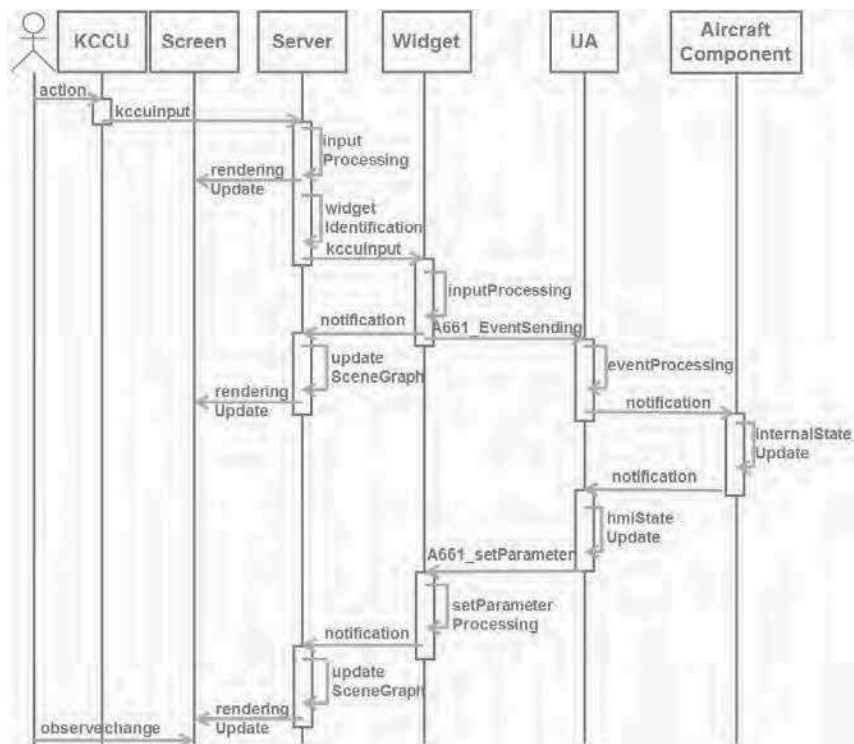 KCCU
Screen
Server
Widget
UA
Aircraft
Component
action
kccuInput
input
Processing
rendering
Update
widget
Identification
kccuInput
inputProcessing
notification
A661_EventSending
update
SceneGraph
eventProcessing
rendering
Update
notification
internalState
Update
notification
hmiState
Update
A661_setParameter
setParameter
Processing
notification
update
SceneGraph
rendering
Update
observechange